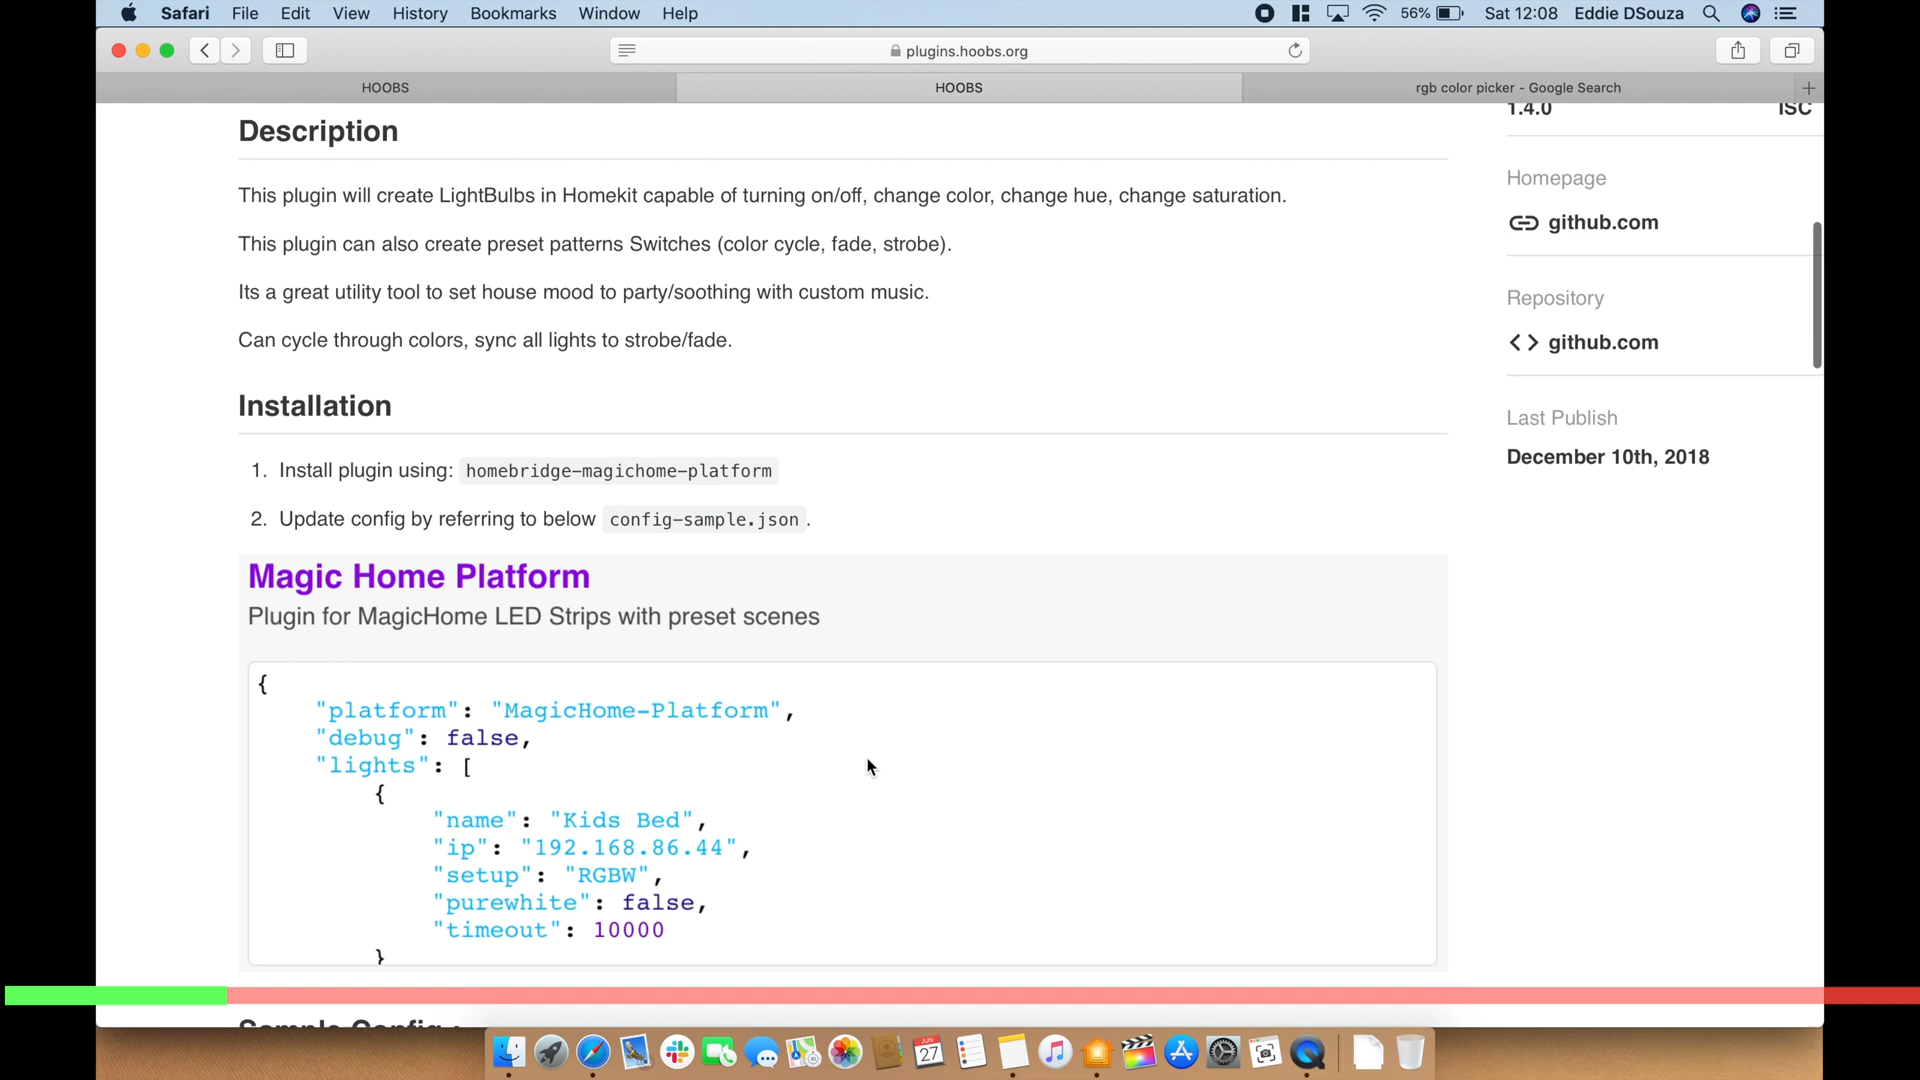 Safari File Edit View History Bookmarks Window Help 56% Sat 12:08 Eddie DSouza
plugins.hoobs.org
HOOBS HOOBS rgb color picker - Google Search
1.4.0 ISC
Description
This plugin will create LightBulbs in Homekit capable of turning on/off, change color, change hue, change saturation.
This plugin can also create preset patterns Switches (color cycle, fade, strobe).
Its a great utility tool to set house mood to party/soothing with custom music.
Can cycle through colors, sync all lights to strobe/fade.
Installation
1. Install plugin using: homebridge-magichome-platform
2. Update config by referring to below config-sample.json .
Magic Home Platform
Plugin for MagicHome LED Strips with preset scenes
{
"platform": "MagicHome-Platform",
"debug": false,
"lights": [
{
"name": "Kids Bed",
"ip": "192.168.86.44",
"setup": "RGBW",
"purewhite": false,
"timeout": 10000
}
Sample Config :
Homepage
github.com
Repository
<> github.com
Last Publish
December 10th, 2018
JUN
27